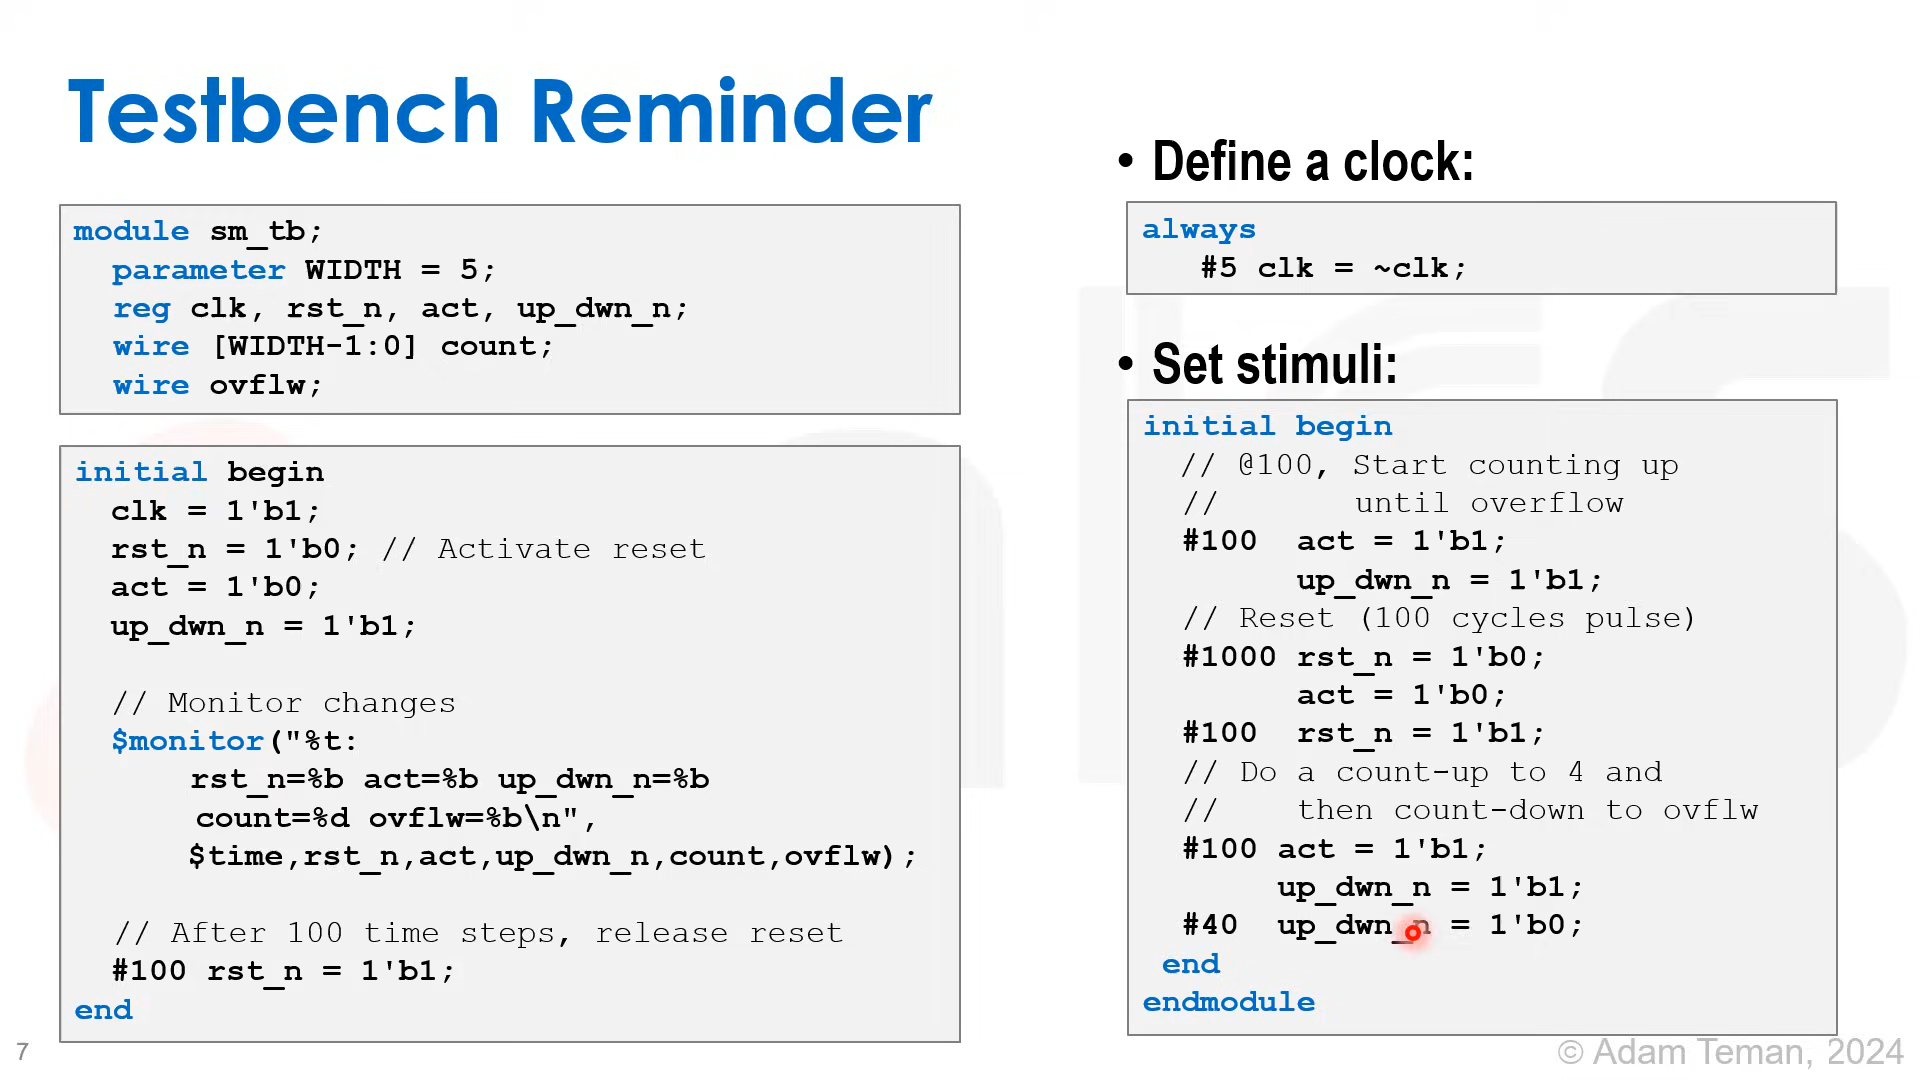 Testbench Reminder
module sm_tb;
parameter WIDTH = 5;
reg clk, rst_n, act, up_dwn_n;
wire [WIDTH-1:0] count;
wire ovflw;
initial begin
clk = 1'b1;
rst_n = 1'b0; // Activate reset
act = 1'b0;
up_dwn_n = 1'b1;
// Monitor changes
$monitor("%t:
rst_n=%b act=%b up_dwn_n=%b
count=%d ovflw=%b\n",
$time,rst_n,act,up_dwn_n,count,ovflw);
// After 100 time steps, release reset
#100 rst_n = 1'b1;
end
• Define a clock:
always
#5 clk = ~clk;
• Set stimuli:
initial begin
// @100, Start counting up
// until overflow
#100 act = 1'b1;
up_dwn_n = 1'b1;
// Reset (100 cycles pulse)
#1000 rst_n = 1'b0;
act = 1'b0;
#100 rst_n = 1'b1;
// Do a count-up to 4 and
// then count-down to ovflw
#100 act = 1'b1;
up_dwn_n = 1'b1;
#40 up_dwn_n = 1'b0;
end
endmodule
7
© Adam Teman, 2024